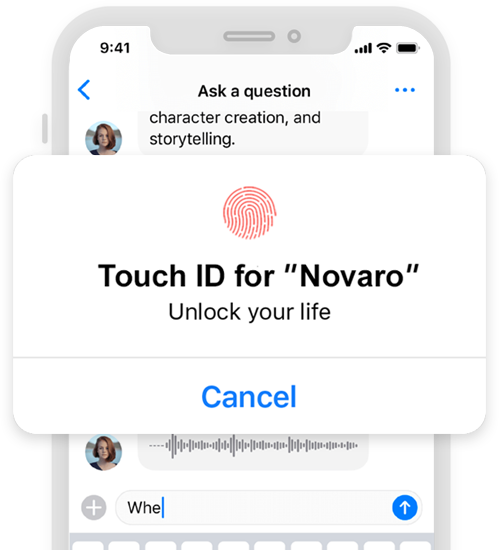 9:41
Ask a question
character creation, and
storytelling.
Touch ID for ″Novaro″
Unlock your life
Cancel
Whe